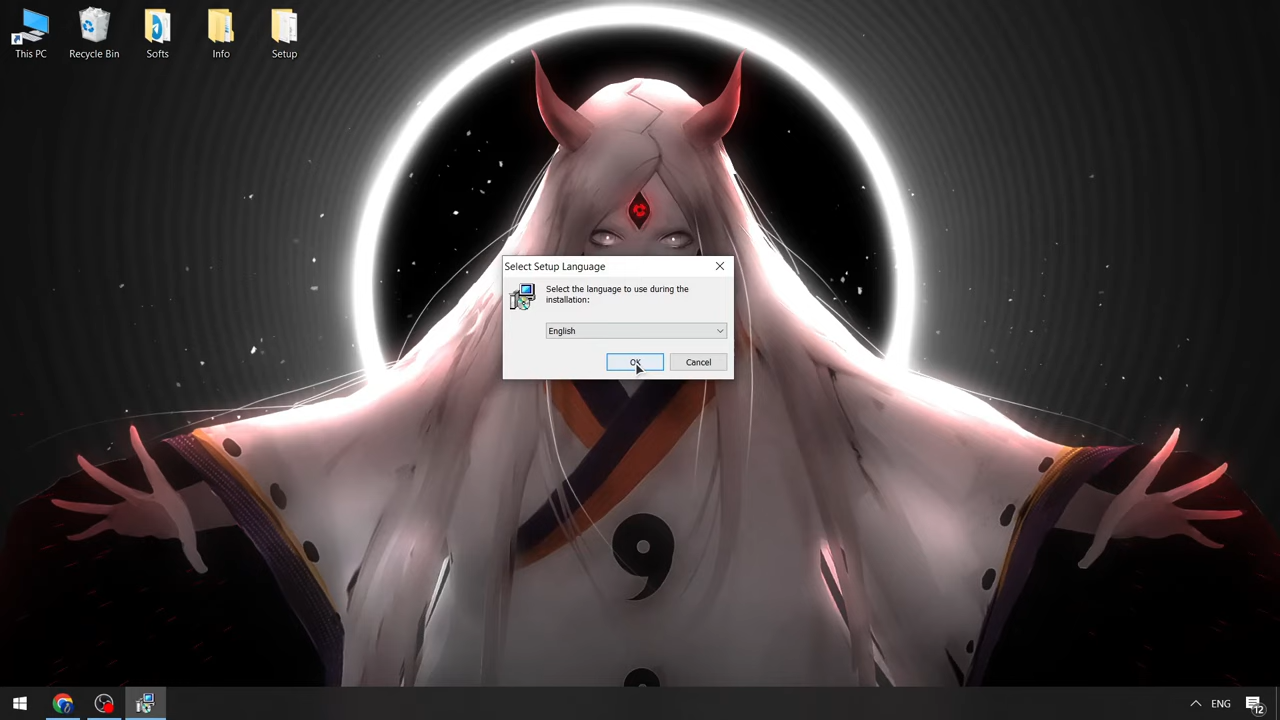 This PC
Recycle Bin
Softs
Info
Setup
Select Setup Language
Select the language to use during the
installation:
English
OK
Cancel
ENG
12